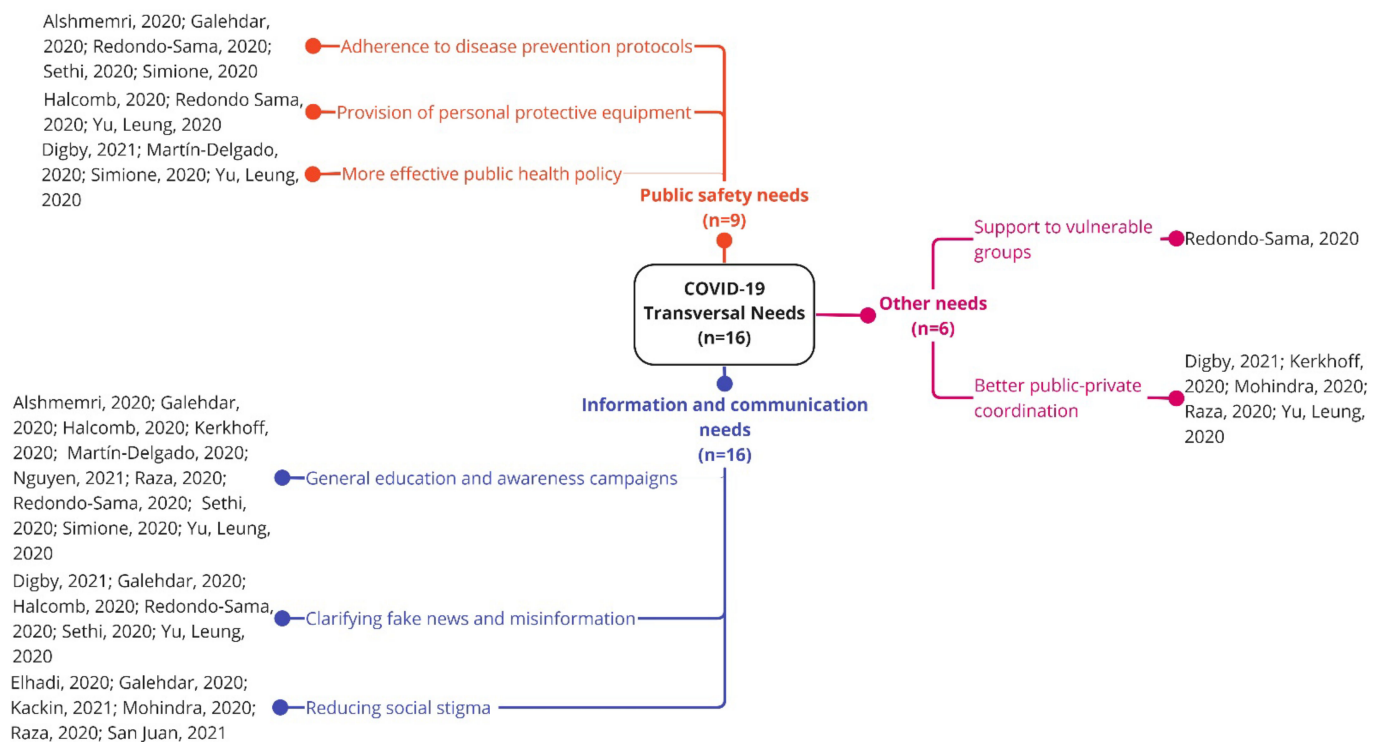 Alshmemri, 2020; Galehdar,
2020; Redondo-Sama, 2020;
Sethi, 2020; Simione, 2020
Adherence to disease prevention protocols
Halcomb, 2020; Redondo Sama,
2020; Yu, Leung, 2020
Provision of personal protective equipment
Digby, 2021; Martín-Delgado,
2020; Simione, 2020; Yu, Leung,
2020
More effective public health policy
Public safety needs
(n=9)
COVID-19
Transversal Needs
(n=16)
Other needs
(n=6)
Support to vulnerable
groups
Redondo-Sama, 2020
Better public-private
coordination
Digby, 2021; Kerkhoff,
2020; Mohindra, 2020;
Raza, 2020; Yu, Leung,
2020
Information and communication
needs
(n=16)
Alshmemri, 2020; Galehdar,
2020; Halcomb, 2020; Kerkhoff,
2020; Martín-Delgado, 2020;
Nguyen, 2021; Raza, 2020;
Redondo-Sama, 2020; Sethi,
2020; Simione, 2020; Yu, Leung,
2020
General education and awareness campaigns
Digby, 2021; Galehdar, 2020;
Halcomb, 2020; Redondo-Sama,
2020; Sethi, 2020; Yu, Leung,
2020
Clarifying fake news and misinformation
Elhadi, 2020; Galehdar, 2020;
Kackin, 2021; Mohindra, 2020;
Raza, 2020; San Juan, 2021
Reducing social stigma